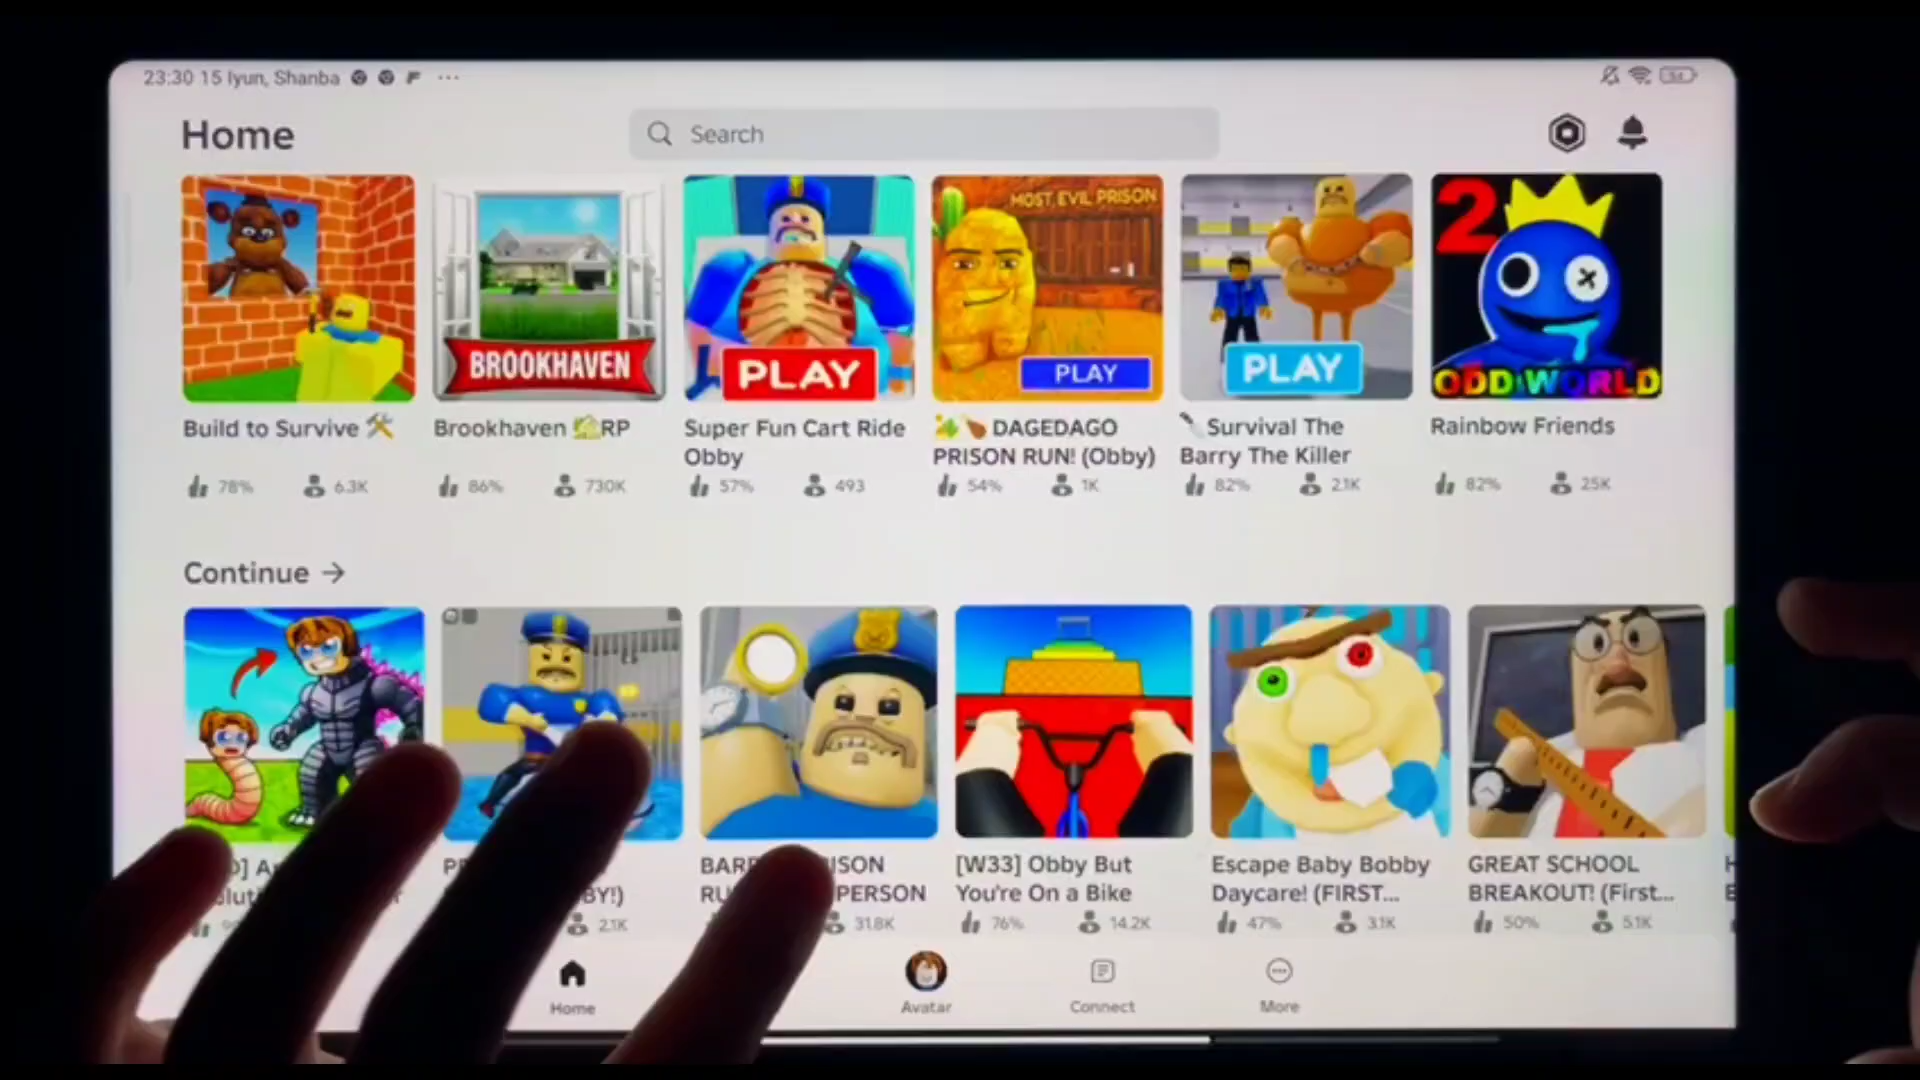 23:30 15 Iyun, Shanba
54
Home
Search
MOST EVIL PRISON
2
BROOKHAVEN
PLAY
PLAY
PLAY
ODD WORLD
Build to Survive
Brookhaven RP
Super Fun Cart Ride
Obby
DAGEDAGO
PRISON RUN! (Obby)
Survival The
Barry The Killer
Rainbow Friends
78% 6.3K
86% 730K
57% 493
54% 1K
82% 2.1K
82% 25K
Continue →
BY!)
2.1K
PERSON
31.8K
[W33] Obby But
You're On a Bike
76% 14.2K
Escape Baby Bobby
Daycare! (FIRST...
47% 3.1K
GREAT SCHOOL
BREAKOUT! (First...
50% 5.1K
Home
Avatar
Connect
More